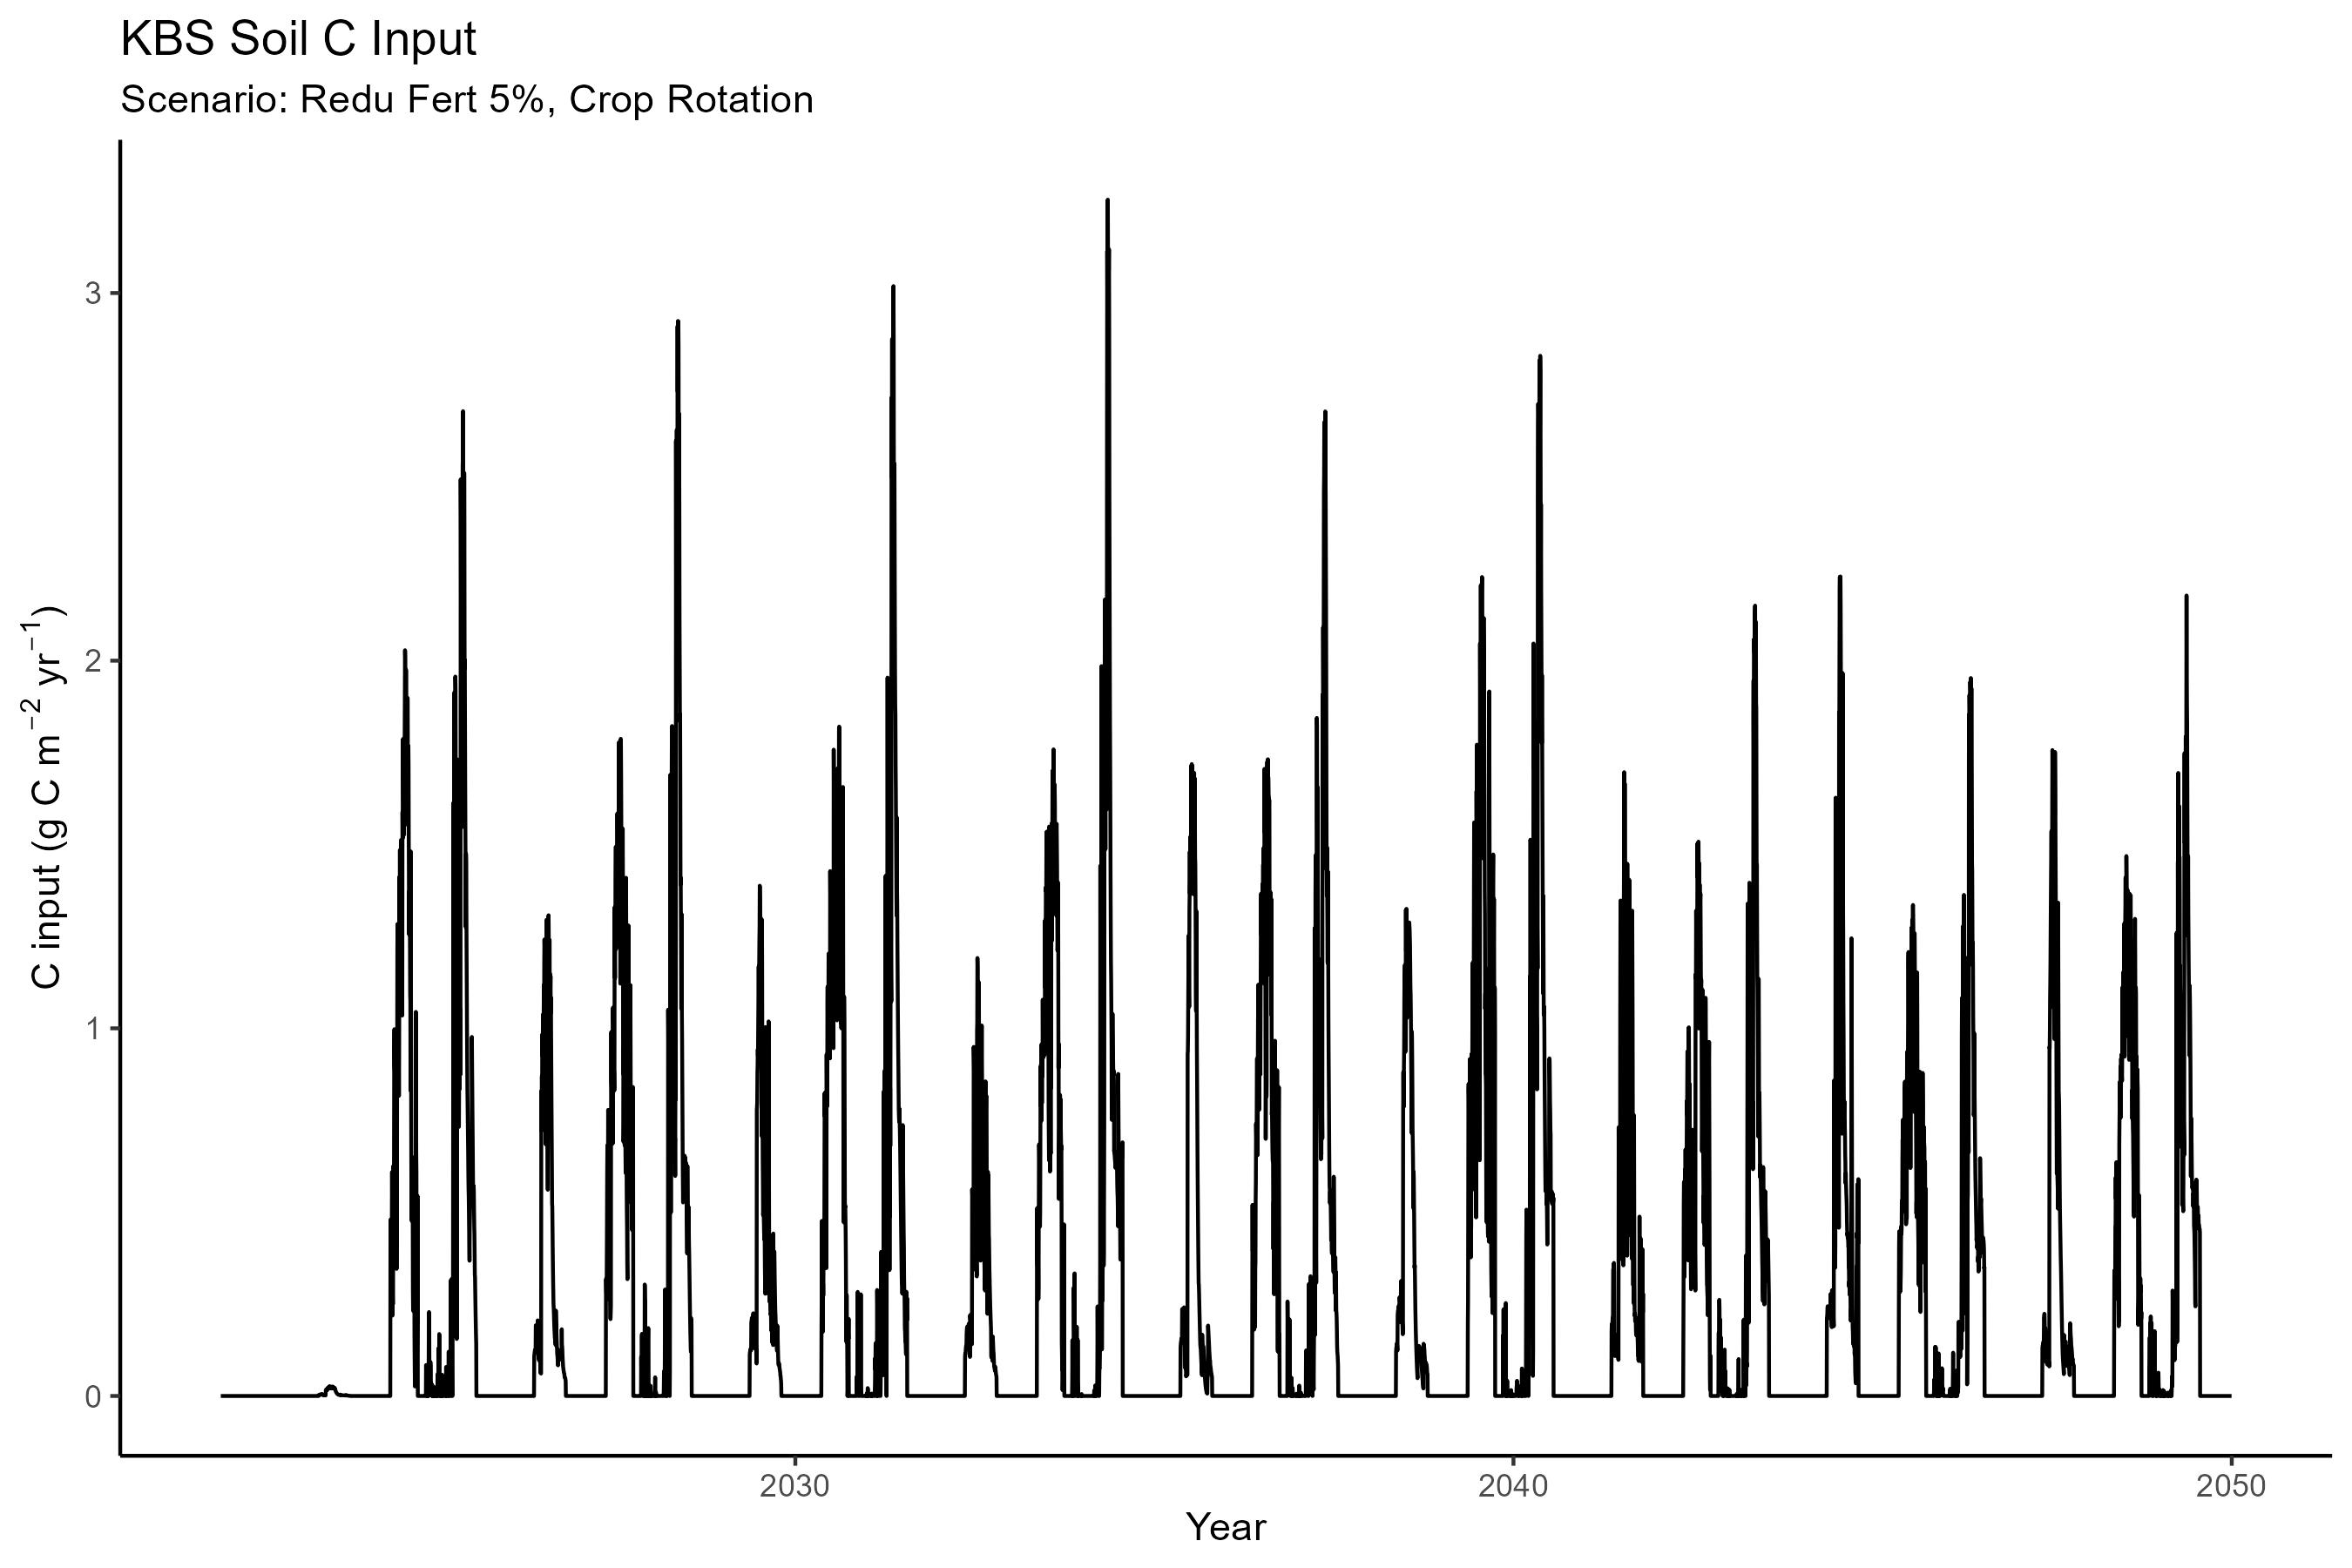 KBS Soil C Input
Scenario: Redu Fert 5%, Crop Rotation
C input (g C m⁻² yr⁻¹)
3
2
1
0
2030
2040
2050
Year